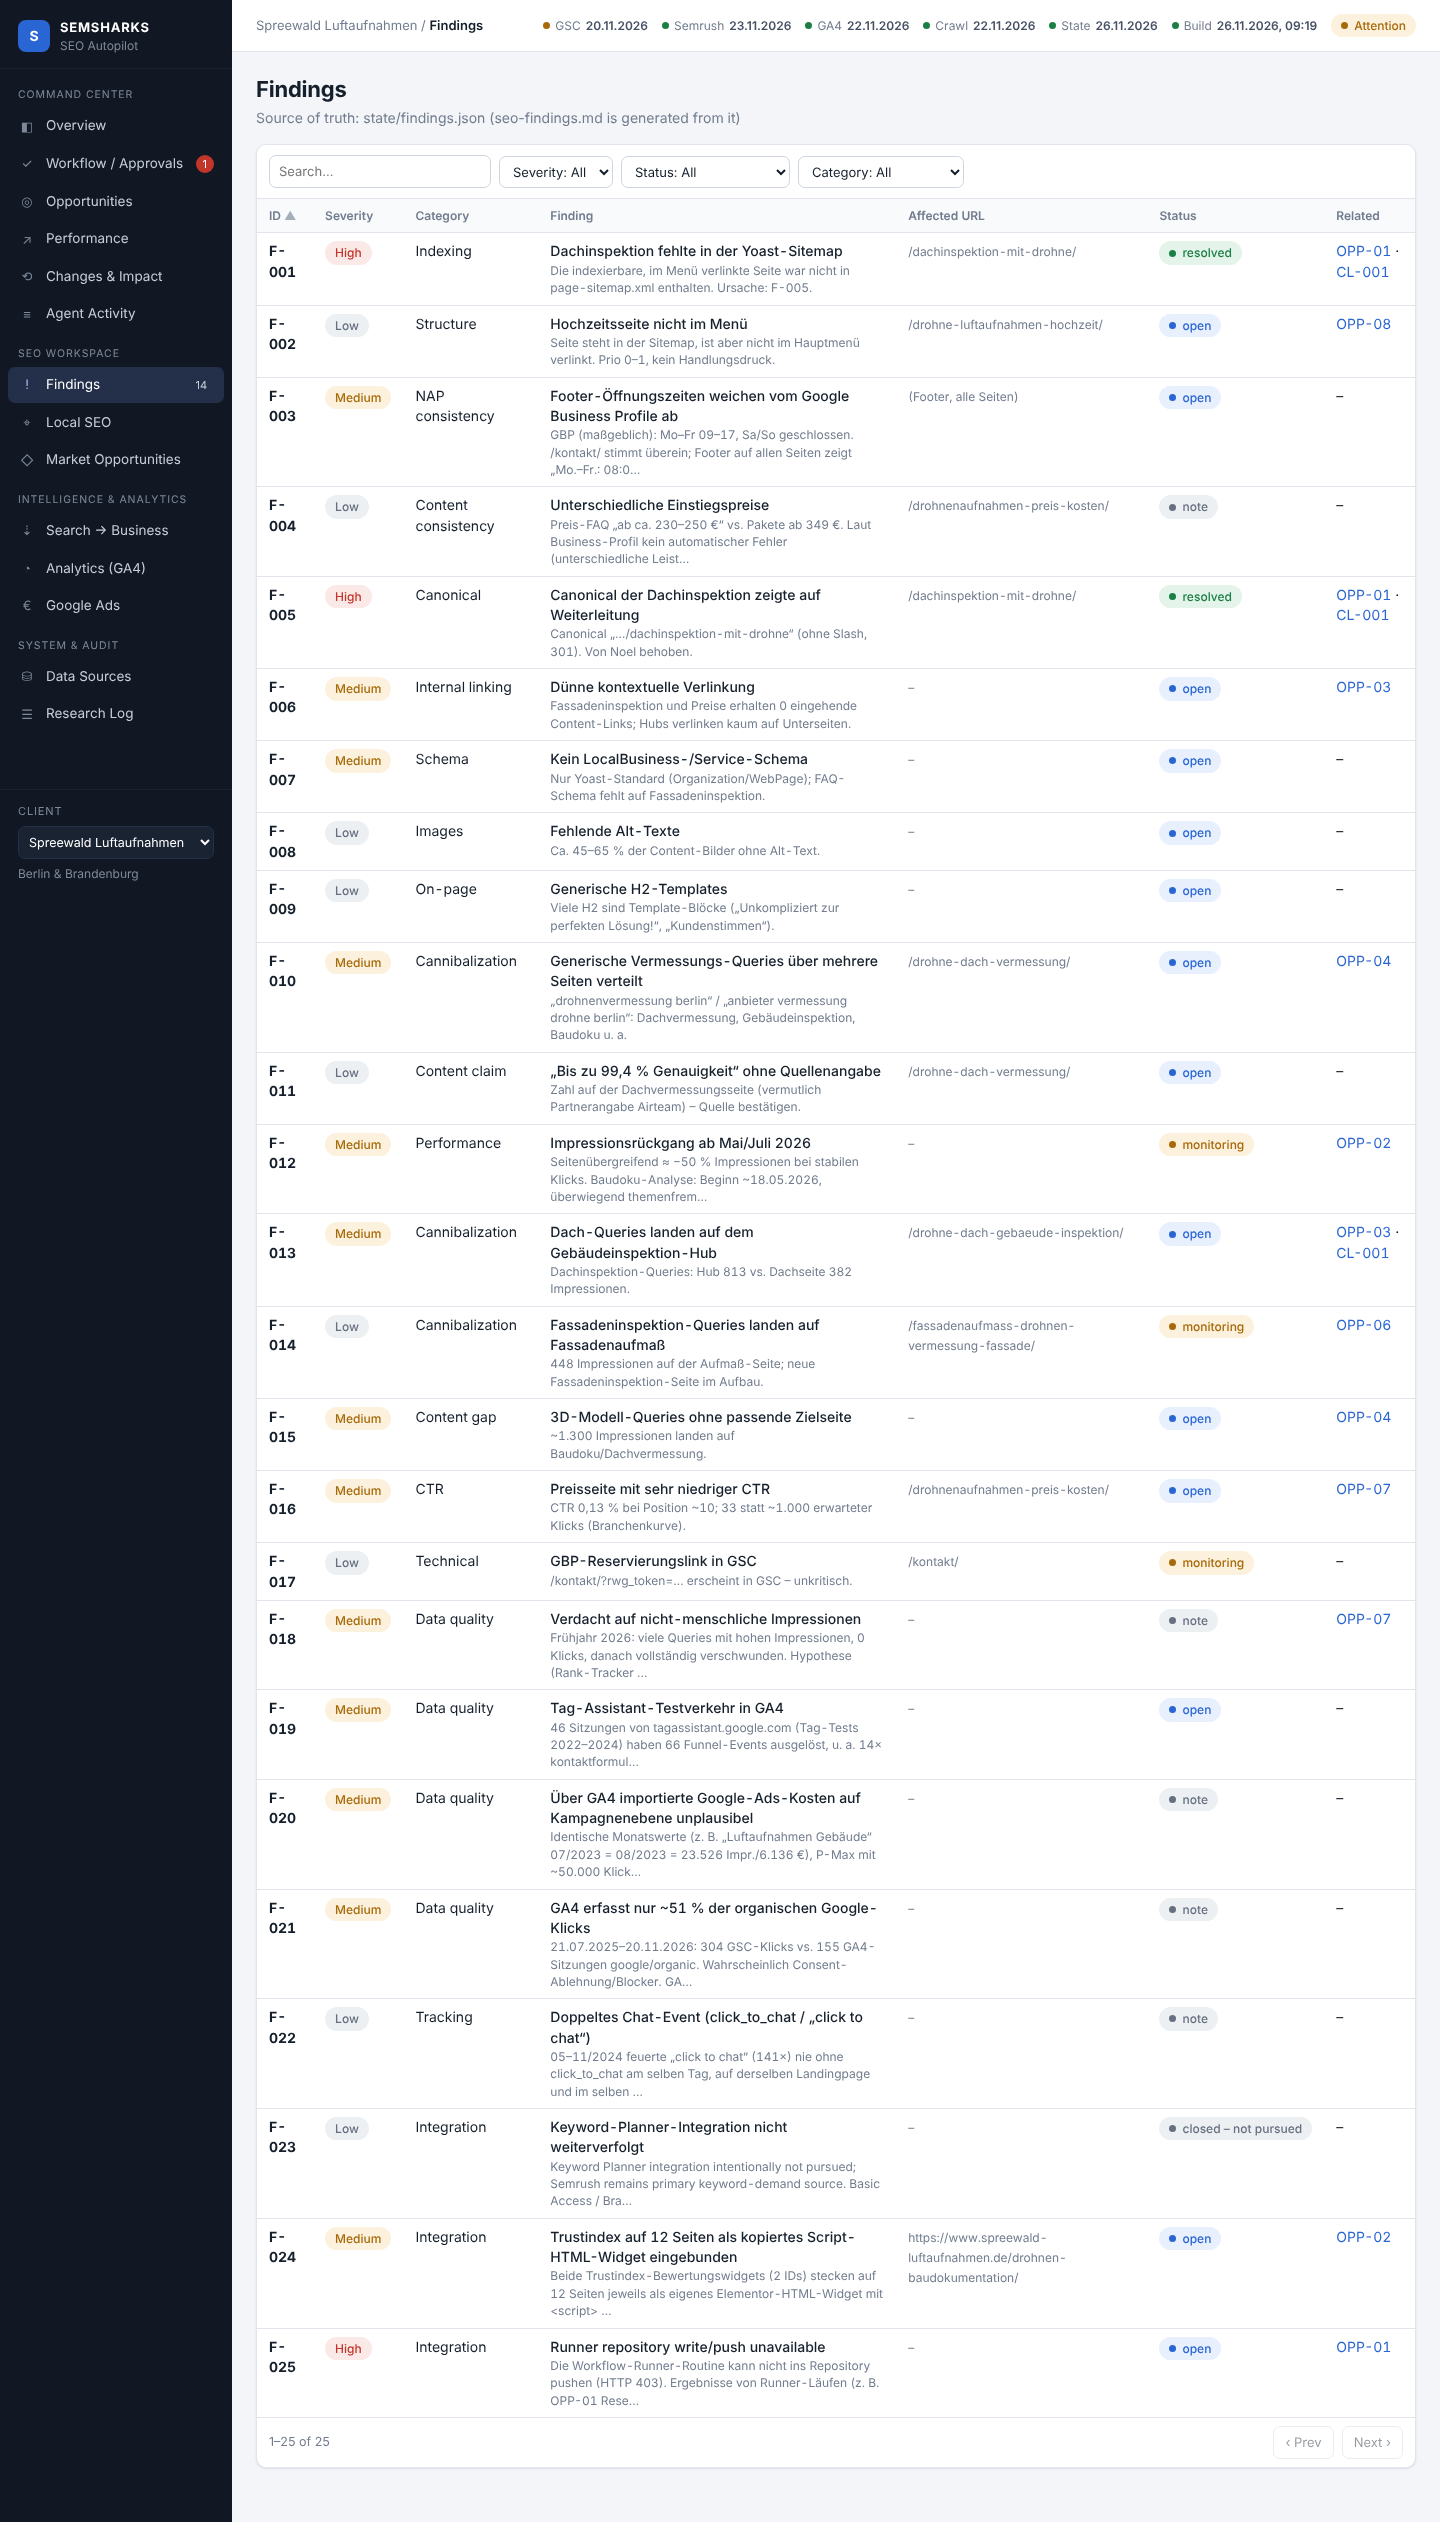 S
SEMSHARKS
SEO Autopilot
COMMAND CENTER
Overview
Workflow / Approvals 1
Opportunities
Performance
Changes & Impact
Agent Activity
SEO WORKSPACE
! Findings 14
Local SEO
Market Opportunities
INTELLIGENCE & ANALYTICS
Search → Business
Analytics (GA4)
€ Google Ads
SYSTEM & AUDIT
Data Sources
Research Log
CLIENT
Spreewald Luftaufnahmen
Berlin & Brandenburg
Spreewald Luftaufnahmen / Findings
GSC 20.11.2026 Semrush 23.11.2026 GA4 22.11.2026 Crawl 22.11.2026 State 26.11.2026 Build 26.11.2026, 09:19 Attention
Findings
Source of truth: state/findings.json (seo-findings.md is generated from it)
Search... Severity: All Status: All Category: All
ID ▲ Severity Category Finding Affected URL Status Related
F- High Indexing Dachinspektion fehlte in der Yoast-Sitemap /dachinspektion-mit-drohne/ resolved OPP-01 ·
001 Die indexierbare, im Menü verlinkte Seite war nicht in CL-001
page-sitemap.xml enthalten. Ursache: F-005.
F- Low Structure Hochzeitsseite nicht im Menü /drohne-luftaufnahmen-hochzeit/ open OPP-08
002 Seite steht in der Sitemap, ist aber nicht im Hauptmenü
verlinkt. Prio 0–1, kein Handlungsdruck.
F- Medium NAP Footer-Öffnungszeiten weichen vom Google (Footer, alle Seiten) open –
003 consistency Business Profile ab
GBP (maßgeblich): Mo–Fr 09–17, Sa/So geschlossen.
/kontakt/ stimmt überein; Footer auf allen Seiten zeigt
„Mo.–Fr.: 08:0…
F- Low Content Unterschiedliche Einstiegspreise /drohnenaufnahmen-preis-kosten/ note –
004 consistency Preis-FAQ „ab ca. 230–250 €“ vs. Pakete ab 349 €. Laut
Business-Profil kein automatischer Fehler
(unterschiedliche Leist…
F- High Canonical Canonical der Dachinspektion zeigte auf /dachinspektion-mit-drohne/ resolved OPP-01 ·
005 Weiterleitung CL-001
Canonical „…/dachinspektion-mit-drohne“ (ohne Slash,
301). Von Noel behoben.
F- Medium Internal linking Dünne kontextuelle Verlinkung – open OPP-03
006 Fassadeninspektion und Preise erhalten 0 eingehende
Content-Links; Hubs verlinken kaum auf Unterseiten.
F- Medium Schema Kein LocalBusiness-/Service-Schema – open –
007 Nur Yoast-Standard (Organization/WebPage); FAQ-
Schema fehlt auf Fassadeninspektion.
F- Low Images Fehlende Alt-Texte – open –
008 Ca. 45–65 % der Content-Bilder ohne Alt-Text.
F- Low On-page Generische H2-Templates – open –
009 Viele H2 sind Template-Blöcke („Unkompliziert zur
perfekten Lösung!“, „Kundenstimmen“).
F- Medium Cannibalization Generische Vermessungs-Queries über mehrere /drohne-dach-vermessung/ open OPP-04
010 Seiten verteilt
„drohnenvermessung berlin“ / „anbieter vermessung
drohne berlin“: Dachvermessung, Gebäudeinspektion,
Baudoku u. a.
F- Low Content claim „Bis zu 99,4 % Genauigkeit“ ohne Quellenangabe /drohne-dach-vermessung/ open –
011 Zahl auf der Dachvermessungsseite (vermutlich
Partnerangabe Airteam) – Quelle bestätigen.
F- Medium Performance Impressionsrückgang ab Mai/Juli 2026 – monitoring OPP-02
012 Seitenübergreifend ≈ −50 % Impressionen bei stabilen
Klicks. Baudoku-Analyse: Beginn ~18.05.2026,
überwiegend themenfrem…
F- Medium Cannibalization Dach-Queries landen auf dem /drohne-dach-gebaeude-inspektion/ open OPP-03 ·
013 Gebäudeinspektion-Hub CL-001
Dachinspektion-Queries: Hub 813 vs. Dachseite 382
Impressionen.
F- Low Cannibalization Fassadeninspektion-Queries landen auf /fassadenaufmass-drohnen- monitoring OPP-06
014 Fassadenaufmaß vermessung-fassade/
448 Impressionen auf der Aufmaß-Seite; neue
Fassadeninspektion-Seite im Aufbau.
F- Medium Content gap 3D-Modell-Queries ohne passende Zielseite – open OPP-04
015 ~1.300 Impressionen landen auf
Baudoku/Dachvermessung.
F- Medium CTR Preisseite mit sehr niedriger CTR /drohnenaufnahmen-preis-kosten/ open OPP-07
016 CTR 0,13 % bei Position ~10; 33 statt ~1.000 erwarteter
Klicks (Branchenkurve).
F- Low Technical GBP-Reservierungslink in GSC /kontakt/ monitoring –
017 /kontakt/?rwg_token=… erscheint in GSC – unkritisch.
F- Medium Data quality Verdacht auf nicht-menschliche Impressionen – note OPP-07
018 Frühjahr 2026: viele Queries mit hohen Impressionen, 0
Klicks, danach vollständig verschwunden. Hypothese
(Rank-Tracker …
F- Medium Data quality Tag-Assistant-Testverkehr in GA4 – open –
019 46 Sitzungen von tagassistant.google.com (Tag-Tests
2022–2024) haben 66 Funnel-Events ausgelöst, u. a. 14×
kontaktformul…
F- Medium Data quality Über GA4 importierte Google-Ads-Kosten auf – note –
020 Kampagnenebene unplausibel
Identische Monatswerte (z. B. „Luftaufnahmen Gebäude“
07/2023 = 08/2023 = 23.526 Impr./6.136 €), P-Max mit
~50.000 Klick…
F- Medium Data quality GA4 erfasst nur ~51 % der organischen Google- – note –
021 Klicks
21.07.2025–20.11.2026: 304 GSC-Klicks vs. 155 GA4-
Sitzungen google/organic. Wahrscheinlich Consent-
Ablehnung/Blocker. GA…
F- Low Tracking Doppeltes Chat-Event (click_to_chat / „click to – note –
022 chat“)
05–11/2024 feuerte „click to chat“ (141×) nie ohne
click_to_chat am selben Tag, auf derselben Landingpage
und im selben …
F- Low Integration Keyword-Planner-Integration nicht – closed – not pursued –
023 weiterverfolgt
Keyword Planner integration intentionally not pursued;
Semrush remains primary keyword-demand source. Basic
Access / Bra…
F- Medium Integration Trustindex auf 12 Seiten als kopiertes Script- https://www.spreewald- open OPP-02
024 HTML-Widget eingebunden luftaufnahmen.de/drohnen-
Beide Trustindex-Bewertungswidgets (2 IDs) stecken auf baudokumentation/
12 Seiten jeweils als eigenes Elementor-HTML-Widget mit
<script> …
F- High Integration Runner repository write/push unavailable – open OPP-01
025 Die Workflow-Runner-Routine kann nicht ins Repository
pushen (HTTP 403). Ergebnisse von Runner-Läufen (z. B.
OPP-01 Rese…
1–25 of 25 ‹ Prev Next ›